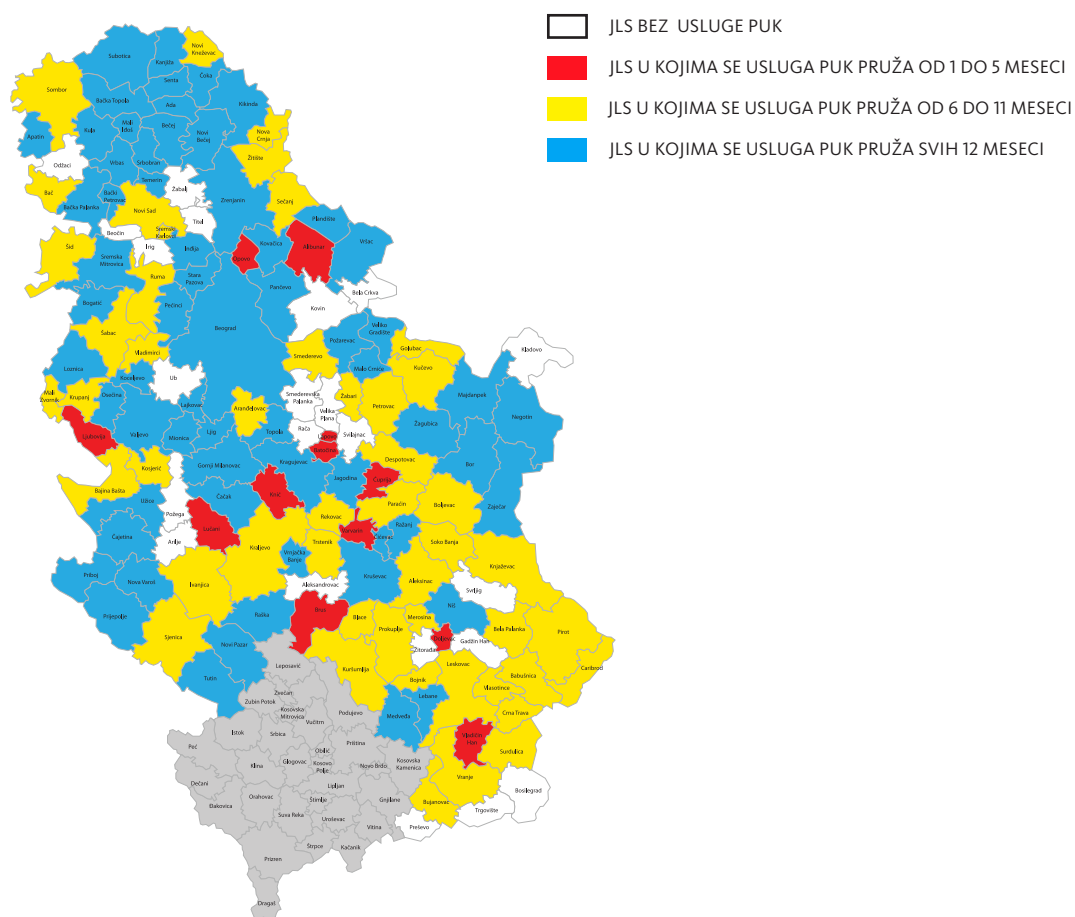 JLS BEZ USLUGE PUK
JLS U KOJIMA SE USLUGA PUK PRUŽA OD 1 DO 5 MESECI
JLS U KOJIMA SE USLUGA PUK PRUŽA OD 6 DO 11 MESECI
JLS U KOJIMA SE USLUGA PUK PRUŽA SVIH 12 MESECI
Subotica
Kanjiža
Novi
Kneževac
Sombor
Senta
Čoka
Bačka Topola
Ada
Kikinda
Apatin
Kula
Mali
Iđoš
Bečej
Novi
Bečej
Nova
Crnja
Odžaci
Vrbas
Srbobran
Žitište
Bač
Bački
Petrovac
Temerin
Žabalj
Bačka Palanka
Novi Sad
Zrenjanin
Sečanj
Beočin
Sremski
Karlovci
Titel
Plandište
Šid
Irig
Inđija
Opovo
Kovačica
Alibunar
Vršac
Sremska
Mitrovica
Ruma
Stara
Pazova
Pančevo
Bela Crkva
Bogatić
Pećinci
Kovin
Šabac
Beograd
Veliko
Gradište
Vladimirci
Požarevac
Golubac
Kladovo
Loznica
Smederevo
Malo Crniće
Kučevo
Koceljevo
Ub
Mali
Zvornik
Krupanj
Osečina
Smederevska
Palanka
Žabari
Majdanpek
Lajkovac
Aranđelovac
Petrovac
Velika
Plana
Negotin
Ljubovija
Valjevo
Mionica
Ljig
Topola
Rača
Svilajnac
Žagubica
Lapovo
Batočina
Kosjerić
Gornji Milanovac
Kragujevac
Despotovac
Bor
Bajina Bašta
Užice
Čačak
Knić
Jagodina
Ćuprija
Požega
Paraćin
Boljevac
Zaječar
Lučani
Rekovac
Čajetina
Arilje
Varvarin
Ćićevac
Ražanj
Trstenik
Soko Banja
Kraljevo
Vrnjačka
Banja
Knjaževac
Priboj
Nova Varoš
Ivanjica
Aleksandrovac
Kruševac
Aleksinac
Svrljig
Prijepolje
Raška
Brus
Blace
Merošina
Niš
Sjenica
Prokuplje
Bela Palanka
Pirot
Novi Pazar
Doljevac
Gadžin Han
Žitorađa
Leposavić
Kuršumlija
Leskovac
Caribrod
Tutin
Bojnik
Babušnica
Zvečan
Lebane
Vlasotince
Zubin Potok
Kosovska
Mitrovica
Podujevo
Medveđa
Crna Trava
Vučitrn
Istok
Srbica
Priština
Vladičin
Han
Peć
Obilić
Surdulica
Klina
Glogovac
Kosovo
Polje
Novo Brdo
Kosovska
Kamenica
Vranje
Dečani
Lipljan
Orahovac
Štimlje
Gnjilane
Bujanovac
Bosilegrad
Đakovica
Suva Reka
Uroševac
Vitina
Trgovište
Preševo
Štrpce
Kačanik
Prizren
Dragaš